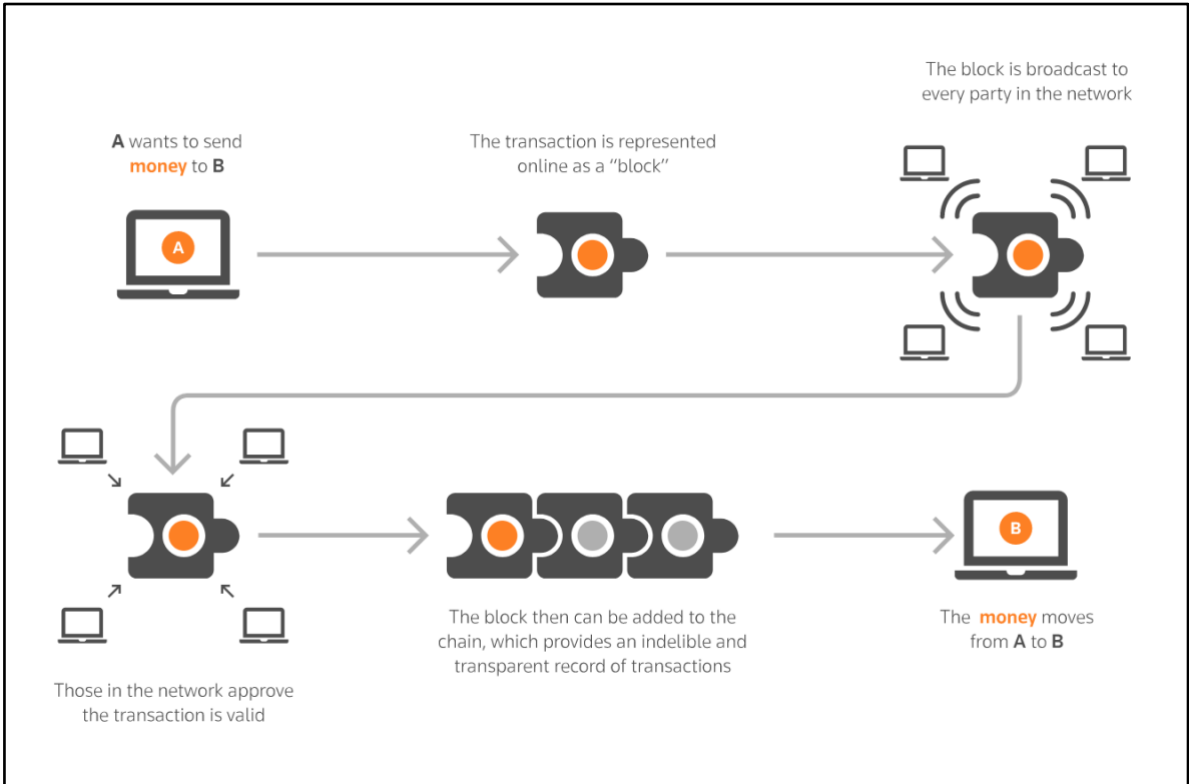 A wants to send
money to B
A
The transaction is represented
online as a “block”
The block is broadcast to
every party in the network
Those in the network approve
the transaction is valid
The block then can be added to the
chain, which provides an indelible and
transparent record of transactions
B
The money moves
from A to B